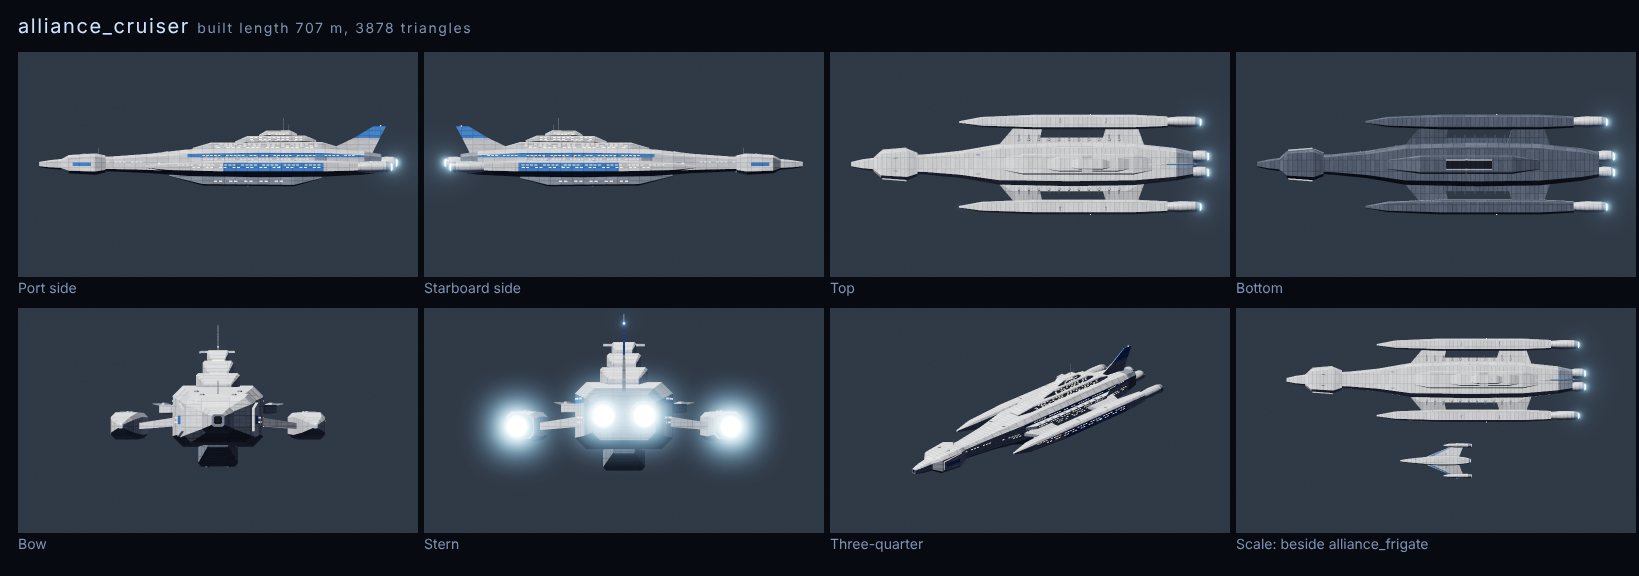 alliance_cruiser built length 707 m, 3878 triangles
Port side
Starboard side
Top
Bottom
Bow
Stern
Three-quarter
Scale: beside alliance_frigate